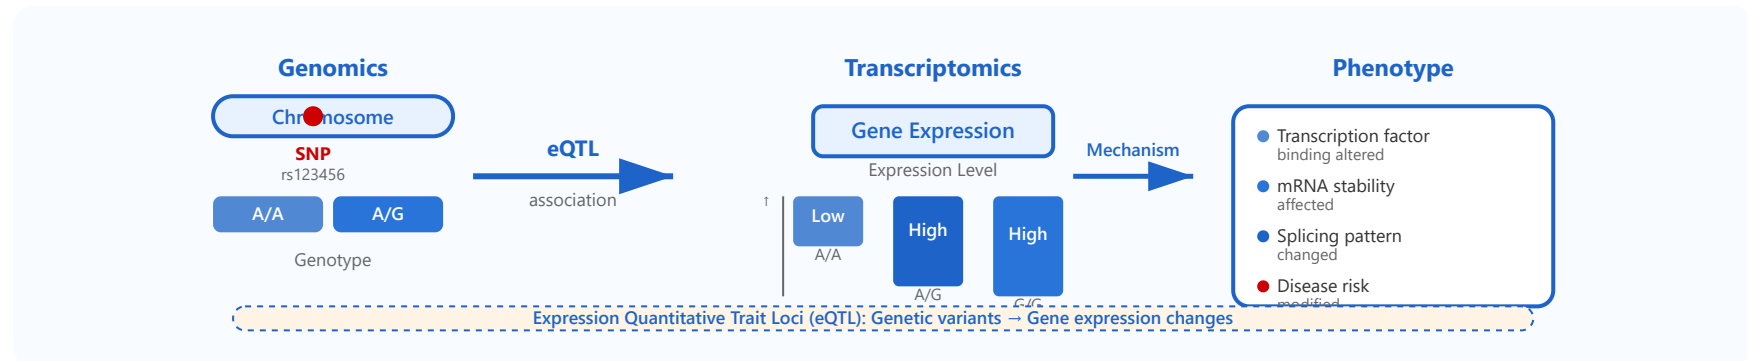 Genomics
Chromosome
SNP
rs123456
A/A
A/G
Genotype
eQTL
association
Transcriptomics
Gene Expression
Expression Level
↑
Low
High
High
A/A
A/G
G/G
Mechanism
Phenotype
Transcription factor
binding altered
mRNA stability
affected
Splicing pattern
changed
Disease risk
modified
Expression Quantitative Trait Loci (eQTL): Genetic variants → Gene expression changes